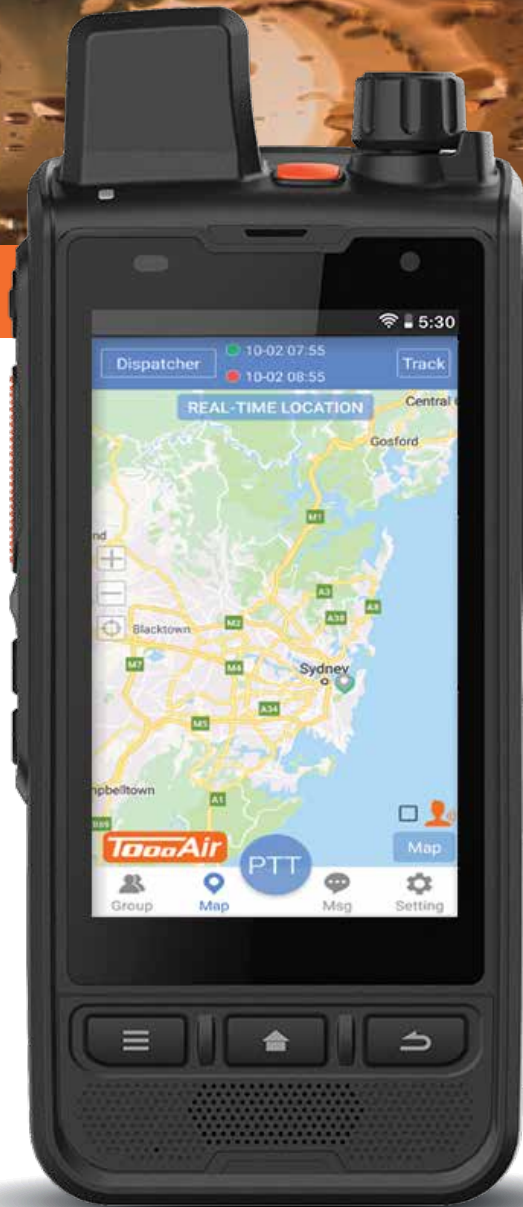 5:30
Dispatcher
10-02 07:55
10-02 08:55
Track
REAL-TIME LOCATION
Central
Gosford
M1
nd
A3
A8
A38
Blacktown
M2
M7
M4
Sydney
A34
M5
mpbelltown
A1
ToooAir
PTT
Map
Group
Map
Msg
Setting